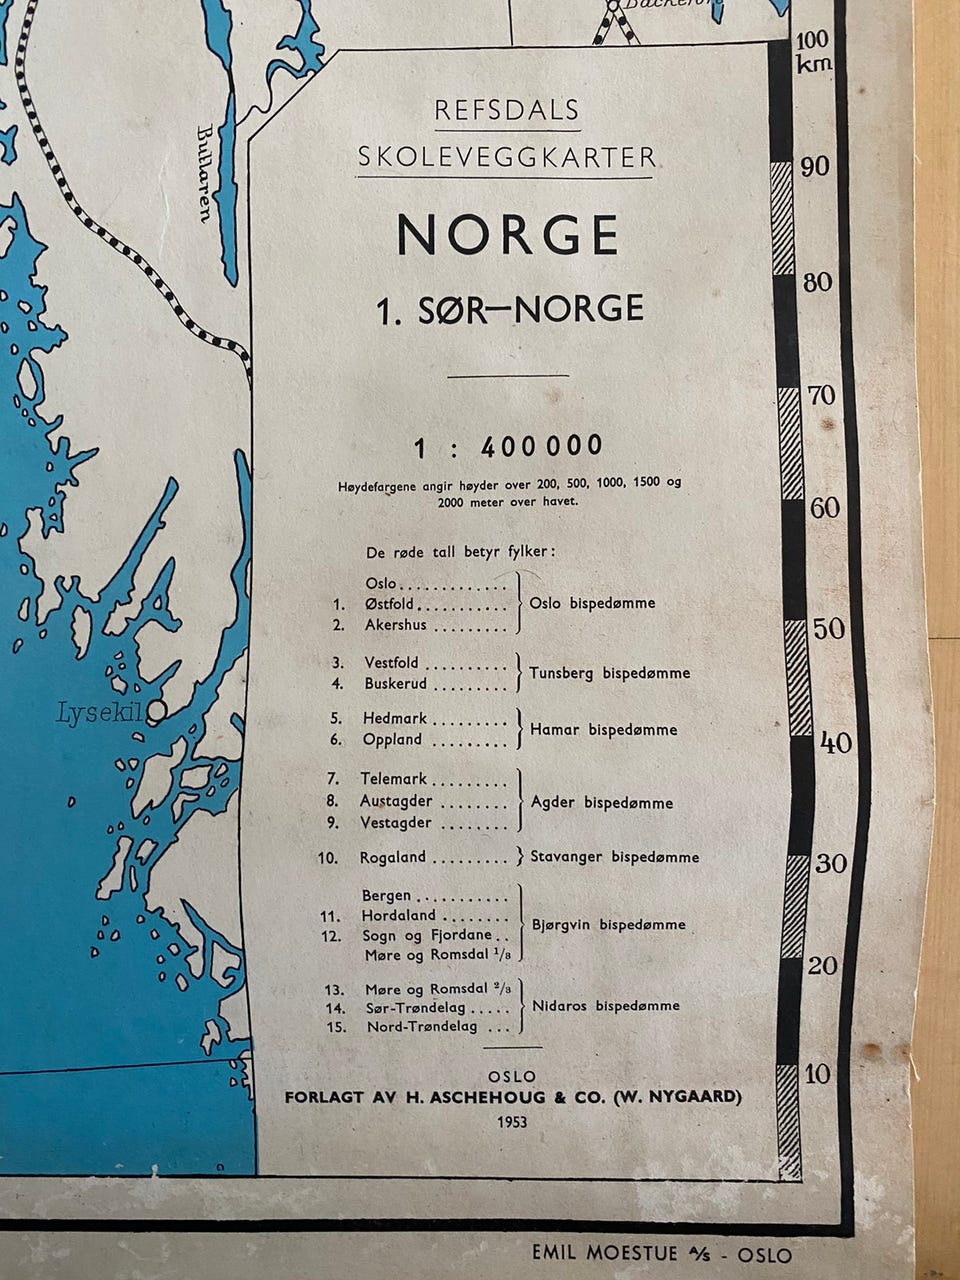 100
km
REFSDALS
SKOLEVEGGKARTER
NORGE
1. SØR—NORGE
1 : 400 000
Høydefargene angir høyder over 200, 500, 1000, 1500 og
2000 meter over havet.
De røde tall betyr fylker:
Oslo............
1. Østfold...........
2. Akershus .........
Oslo bispedømme
3. Vestfold ..........
4. Buskerud .........
Tunsberg bispedømme
5. Hedmark .........
6. Oppland .........
Hamar bispedømme
7. Telemark .........
8. Austagder ........
9. Vestagder ........
Agder bispedømme
10. Rogaland .........
Stavanger bispedømme
Bergen ...........
11. Hordaland ........
12. Sogn og Fjordane..
Møre og Romsdal ¹/₃
Bjørgvin bispedømme
13. Møre og Romsdal ²/₃
14. Sør-Trøndelag .....
15. Nord-Trøndelag ...
Nidaros bispedømme
OSLO
FORLAGT AV H. ASCHEHOUG & CO. (W. NYGAARD)
1953
90
80
70
60
50
40
30
20
10
Bullaren
Lysekil
EMIL MOESTUE A/S - OSLO